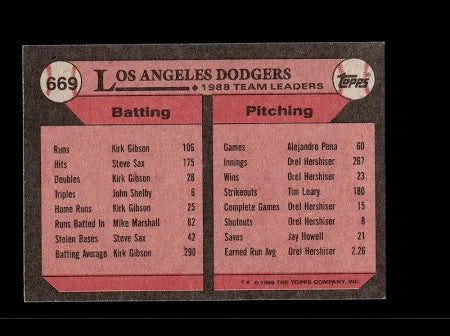 669
LOS ANGELES DODGERS
1988 TEAM LEADERS
TOPPS
Batting
Runs Kirk Gibson 106
Hits Steve Sax 175
Doubles Kirk Gibson 28
Triples John Shelby 6
Home Runs Kirk Gibson 25
Runs Batted In Mike Marshall 82
Stolen Bases Steve Sax 42
Batting Average Kirk Gibson .290
Pitching
Games Alejandro Pena 60
Innings Orel Hershiser 267
Wins Orel Hershiser 23
Strikeouts Tim Leary 180
Complete Games Orel Hershiser 15
Shutouts Orel Hershiser 8
Saves Jay Howell 21
Earned Run Avg Orel Hershiser 2.26
© 1989 THE TOPPS COMPANY, INC.